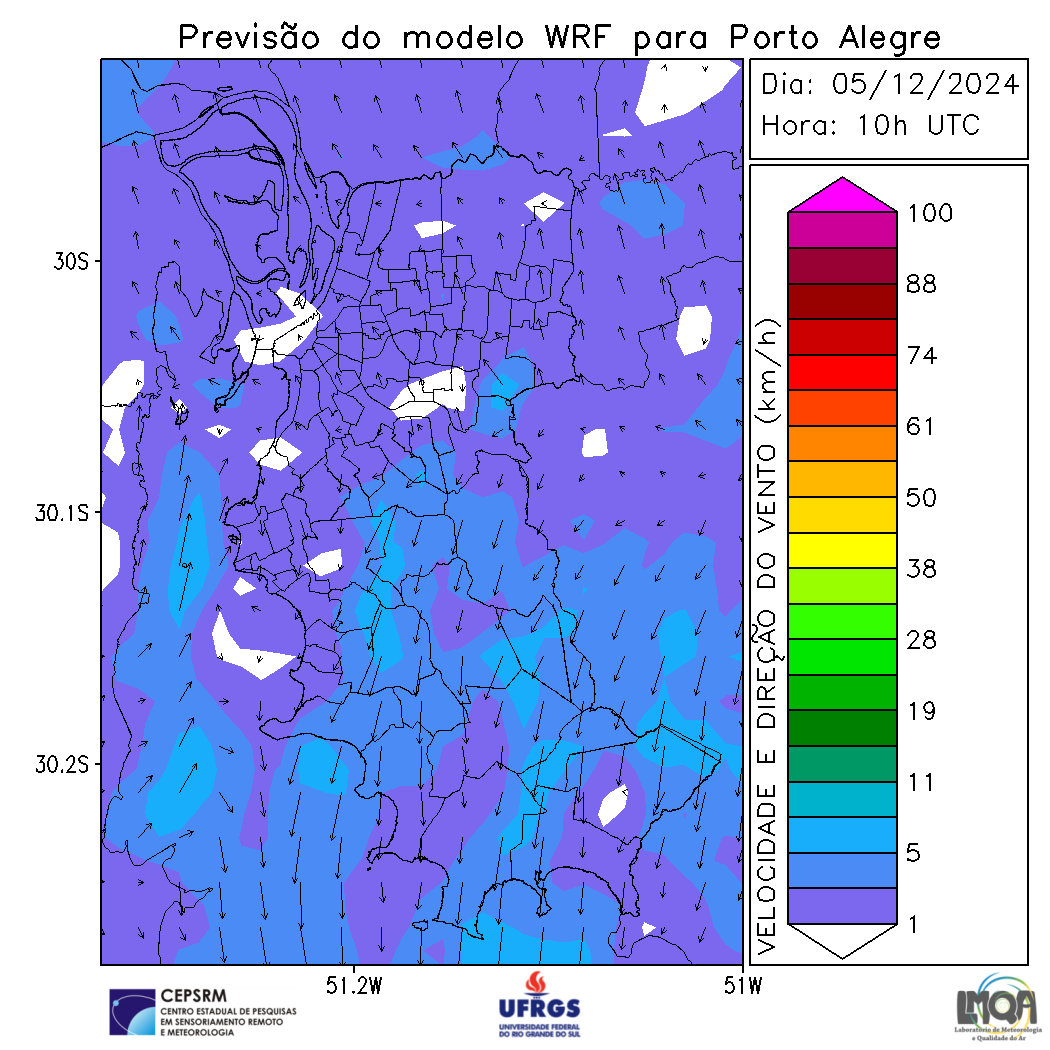 Previsão do modelo WRF para Porto Alegre
Dia: 05/12/2024
Hora: 10h UTC
30S
30.1S
30.2S
51.2W
51W
VELOCIDADE E DIREÇÃO DO VENTO (km/h)
100
88
74
61
50
38
28
19
11
5
1
CEPSRM
CENTRO ESTADUAL DE PESQUISAS
EM SENSORIAMENTO REMOTO
E METEOROLOGIA
UFRGS
UNIVERSIDADE FEDERAL
DO RIO GRANDE DO SUL
LMQA
Laboratório de Meteorologia
e Qualidade do Ar